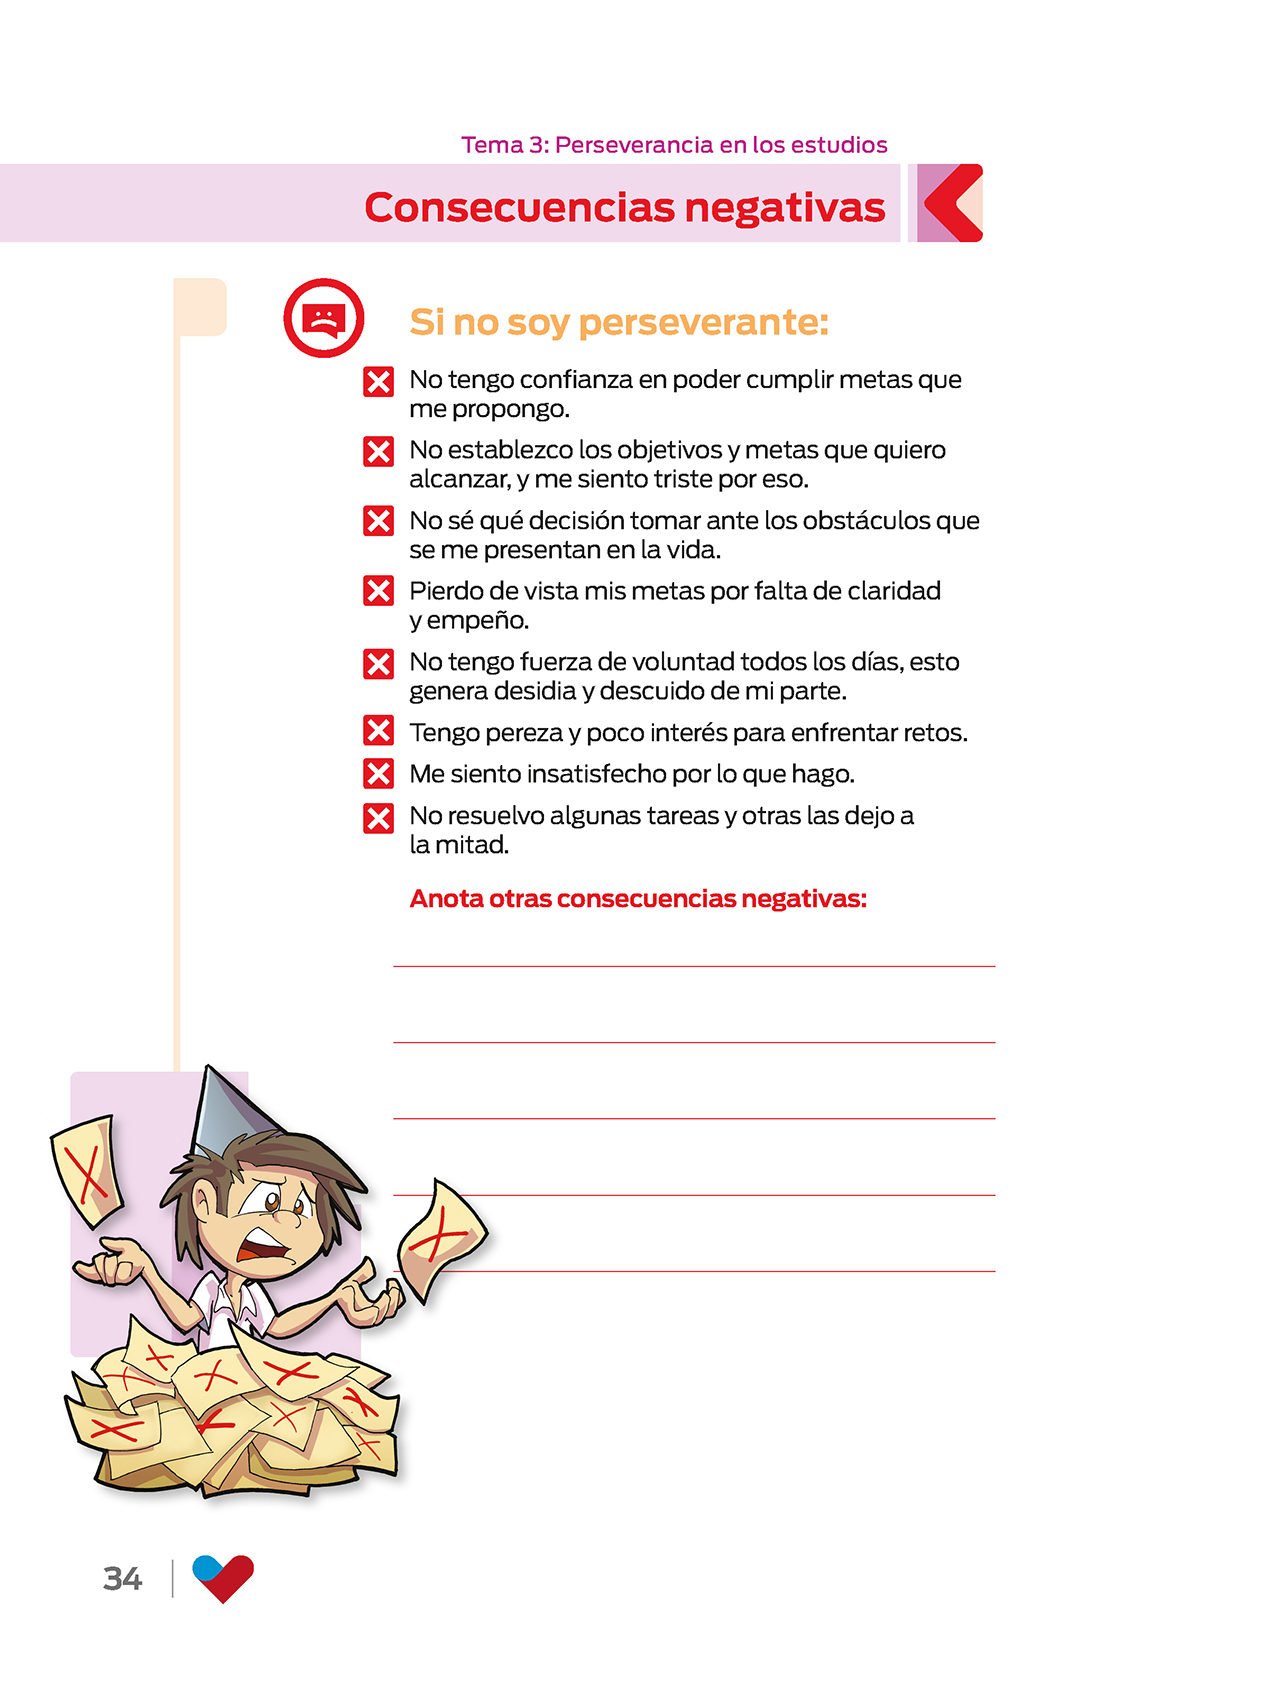 Tema 3: Perseverancia en los estudios
Consecuencias negativas
Si no soy perseverante:
No tengo confianza en poder cumplir metas que
me propongo.
No establezco los objetivos y metas que quiero
alcanzar, y me siento triste por eso.
No sé qué decisión tomar ante los obstáculos que
se me presentan en la vida.
Pierdo de vista mis metas por falta de claridad
y empeño.
No tengo fuerza de voluntad todos los días, esto
genera desidia y descuido de mi parte.
Tengo pereza y poco interés para enfrentar retos.
Me siento insatisfecho por lo que hago.
No resuelvo algunas tareas y otras las dejo a
la mitad.
Anota otras consecuencias negativas:
34